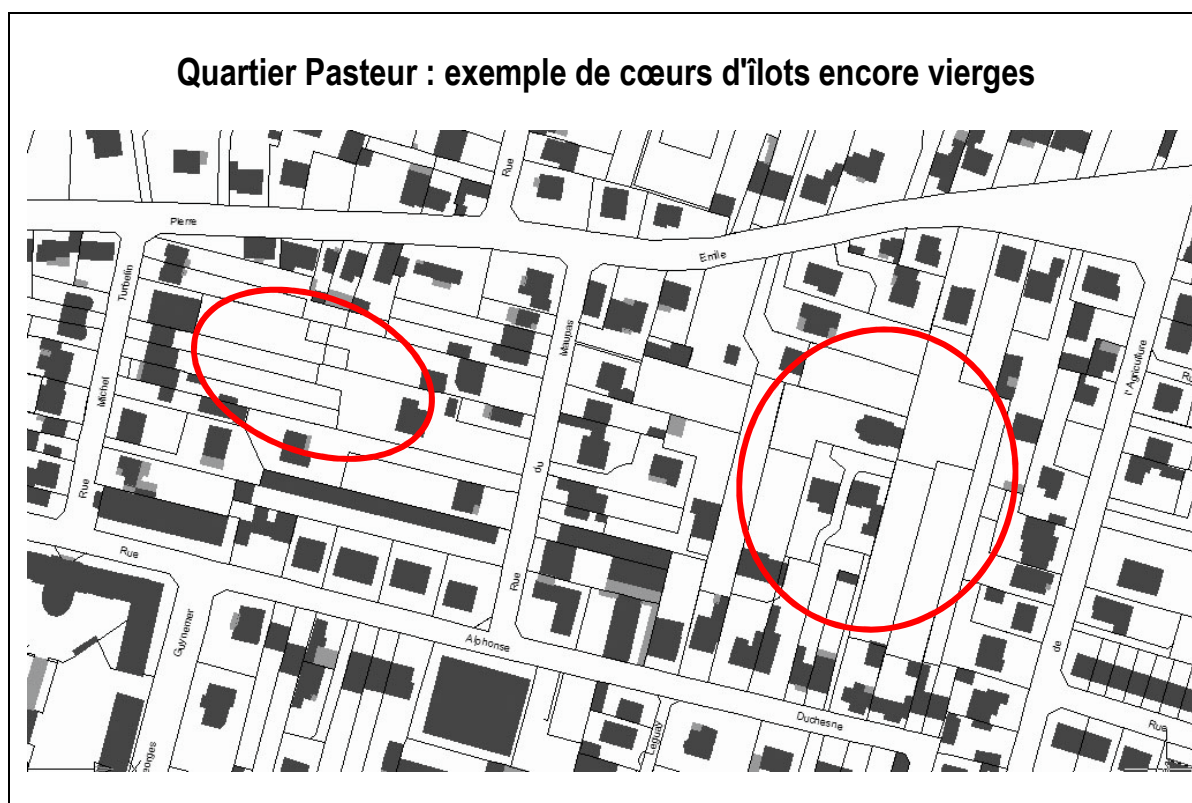 Quartier Pasteur : exemple de cœurs d'îlots encore vierges
Rue
Pierre
Emile
Turbelin
Michel
Rue
Maupas
du
Rue
l'Agriculture
de
Rue
Guynemer
Georges
Alphonse
Duchesne
Leguay
Rue